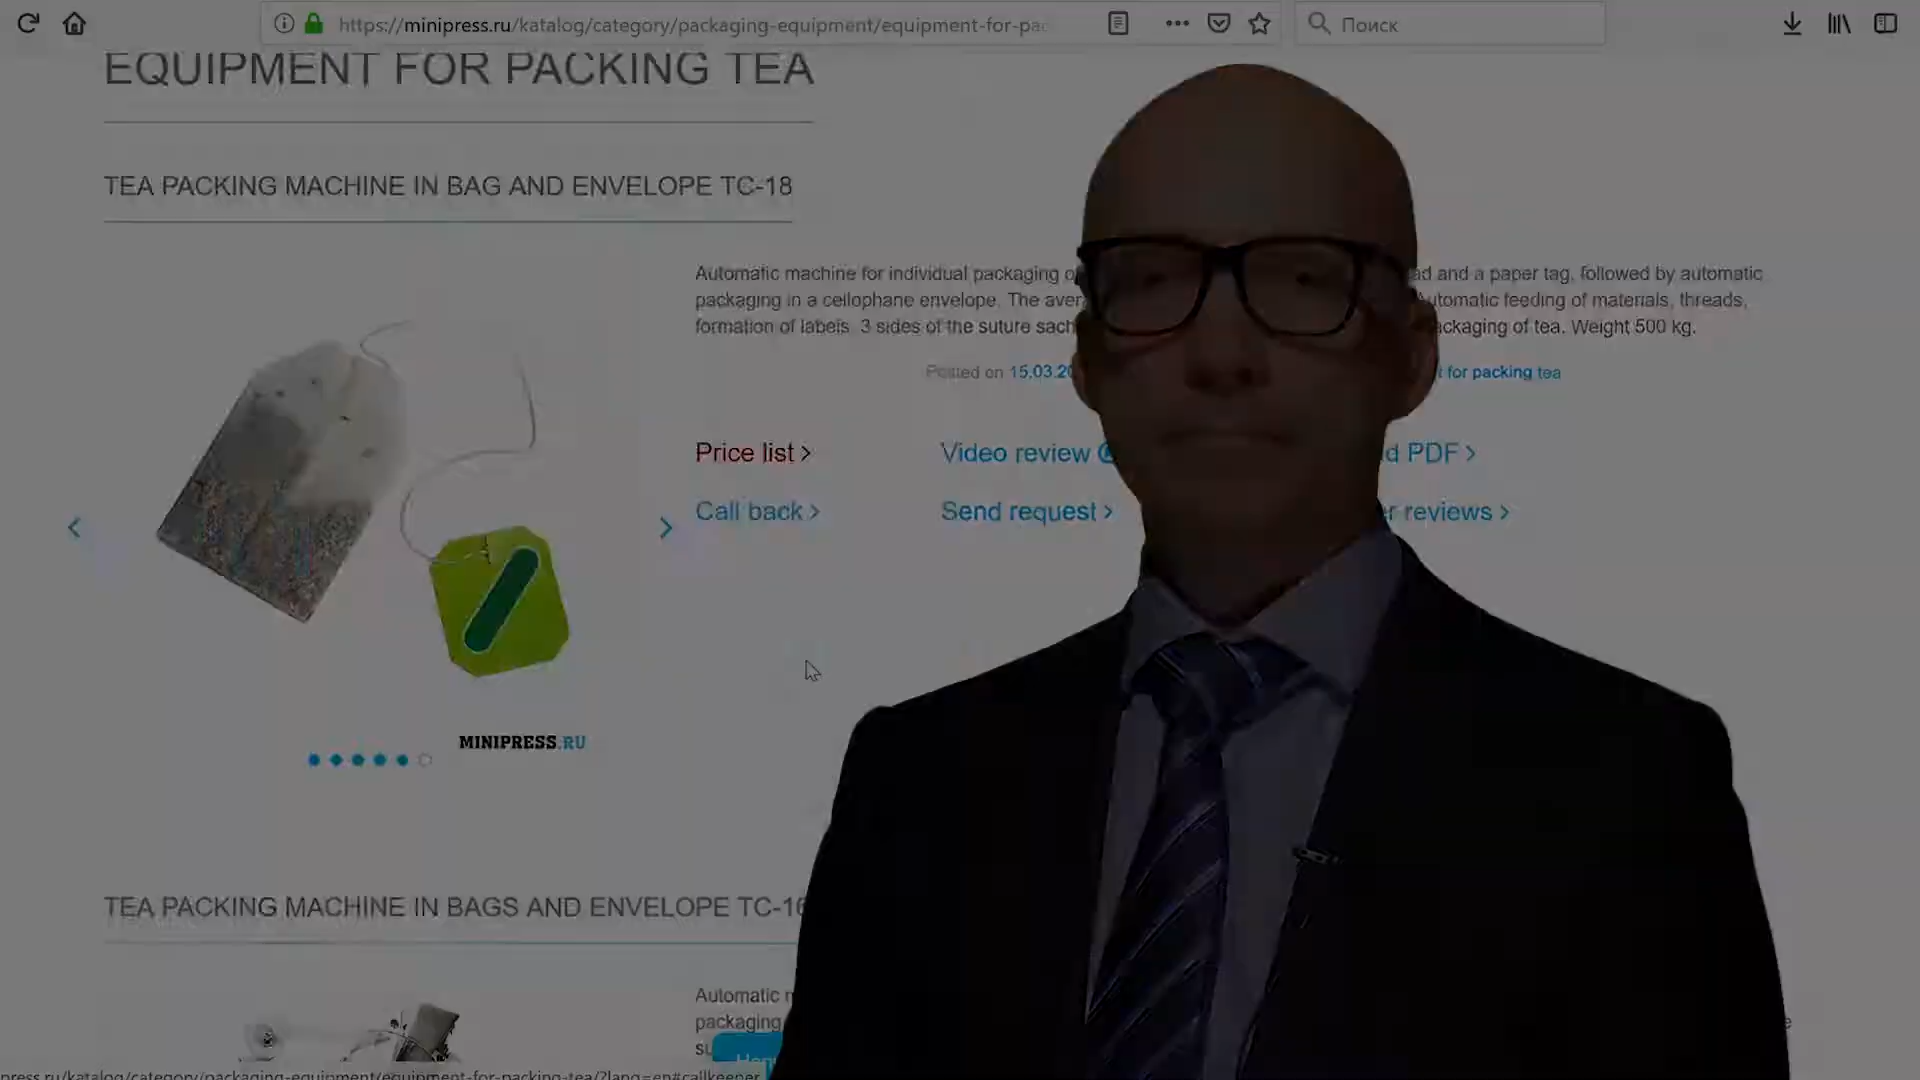 https://minipress.ru/katalog/category/packaging-equipment/equipment-for-pac
Поиск
EQUIPMENT FOR PACKING TEA
TEA PACKING MACHINE IN BAG AND ENVELOPE TC-18
Automatic machine for individual packaging ad and a paper tag, followed by automatic
packaging in a cellophane envelope. The aver Automatic feeding of materials, threads,
formation of labels. 3 sides of the suture sach ackaging of tea. Weight 500 kg.
Posted on 15.03.20 t for packing tea
Price list > Video review d PDF >
Call back > Send request > er reviews >
MINIPRESS.RU
TEA PACKING MACHINE IN BAGS AND ENVELOPE TC-16
Automatic
packaging
su
press.ru/katalog/category/packaging-equipment/equipment-for-packing-tea/?lang=en#callkeeper